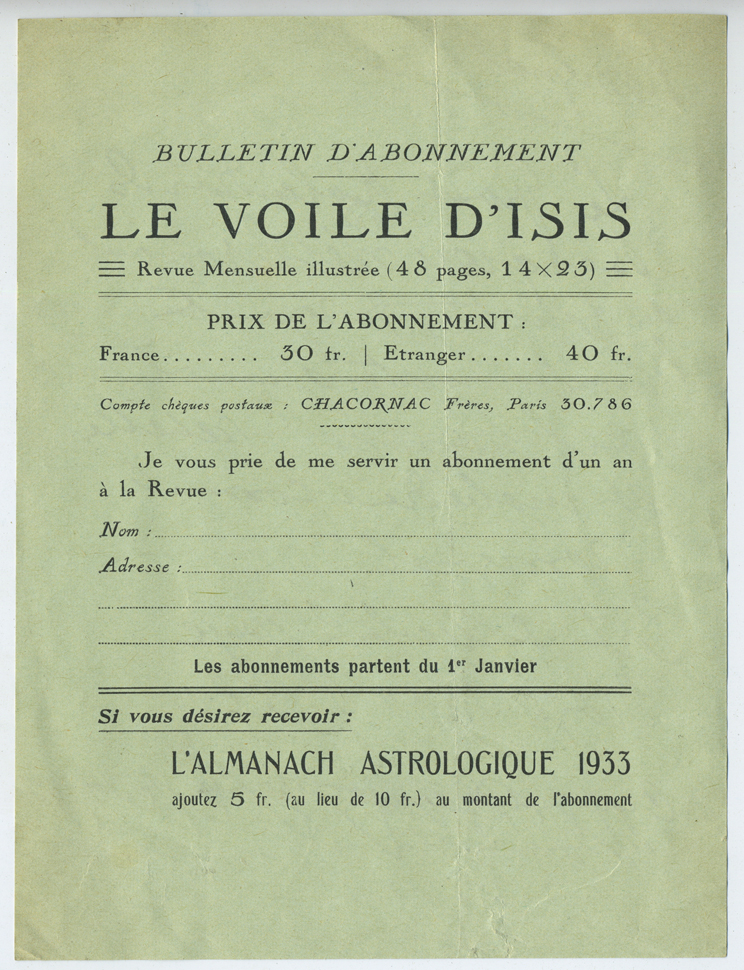 BULLETIN D'ABONNEMENT
LE VOILE D'ISIS
Revue Mensuelle illustrée (48 pages, 14×23)
PRIX DE L'ABONNEMENT :
France......... 30 fr. | Etranger....... 40 fr.
Compte chèques postaux : CHACORNAC Frères, Paris 30.786
Je vous prie de me servir un abonnement d'un an
à la Revue :
Nom :
Adresse :
Les abonnements partent du 1er Janvier
Si vous désirez recevoir :
L'ALMANACH ASTROLOGIQUE 1933
ajoutez 5 fr. (au lieu de 10 fr.) au montant de l'abonnement